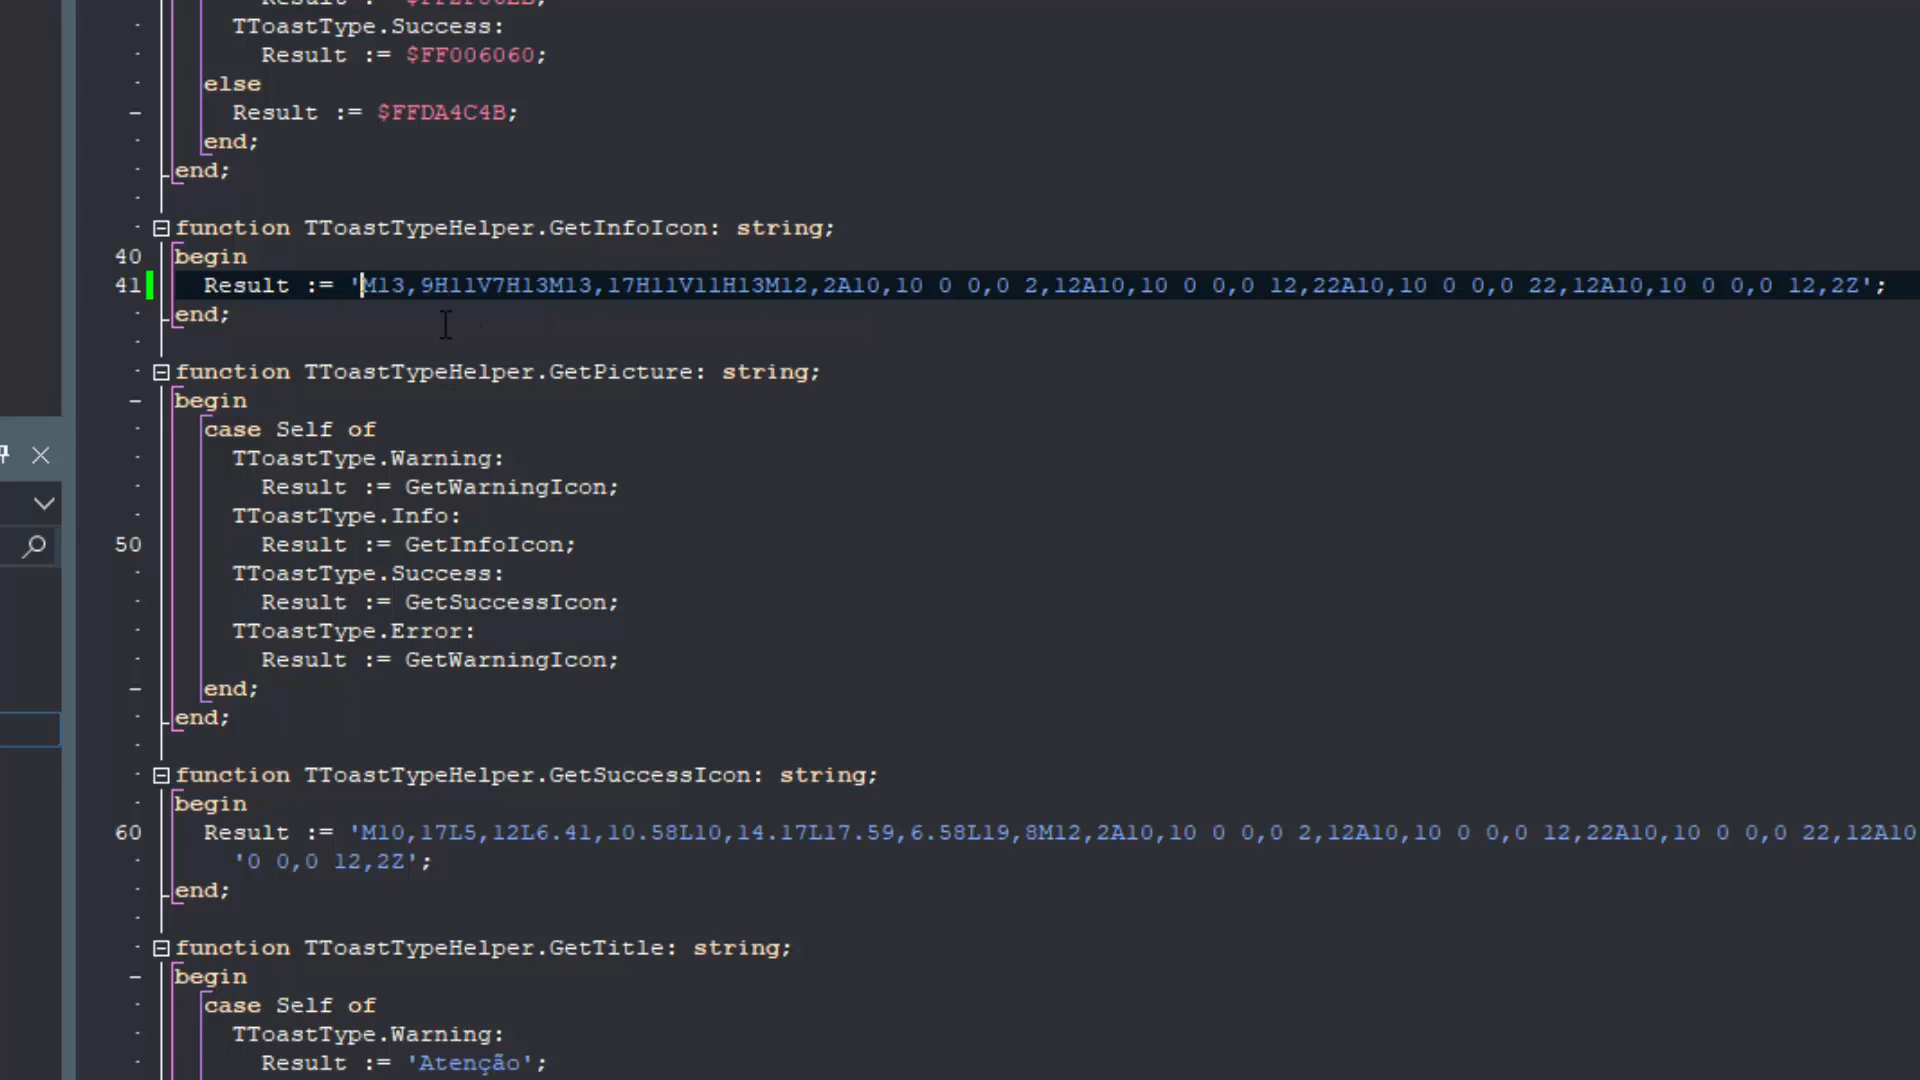 TToastType.Success:
Result := $FF006060;
else
Result := $FFDA4C4B;
end;
end;
function TToastTypeHelper.GetInfoIcon: string;
40 begin
41 Result := 'M13,9H11V7H13M13,17H11V11H13M12,2A10,10 0 0,0 2,12A10,10 0 0,0 12,22A10,10 0 0,0 22,12A10,10 0 0,0 12,2Z';
end;
function TToastTypeHelper.GetPicture: string;
begin
case Self of
TToastType.Warning:
Result := GetWarningIcon;
TToastType.Info:
50 Result := GetInfoIcon;
TToastType.Success:
Result := GetSuccessIcon;
TToastType.Error:
Result := GetWarningIcon;
end;
end;
function TToastTypeHelper.GetSuccessIcon: string;
begin
60 Result := 'M10,17L5,12L6.41,10.58L10,14.17L17.59,6.58L19,8M12,2A10,10 0 0,0 2,12A10,10 0 0,0 12,22A10,10 0 0,0 22,12A10
'0 0,0 12,2Z';
end;
function TToastTypeHelper.GetTitle: string;
begin
case Self of
TToastType.Warning:
Result := 'Atenção';